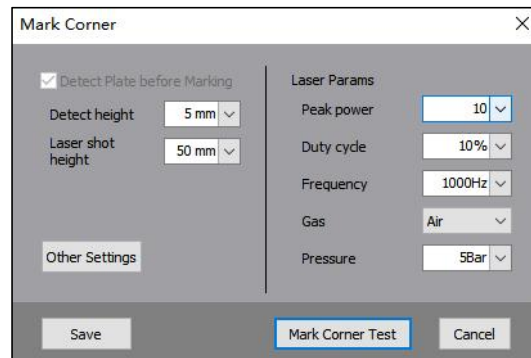 Mark Corner
Detect Plate before Marking
Detect height 5 mm
Laser shot
height 50 mm
Other Settings
Laser Params
Peak power 10
Duty cycle 10%
Frequency 1000Hz
Gas Air
Pressure 5Bar
Save Mark Corner Test Cancel